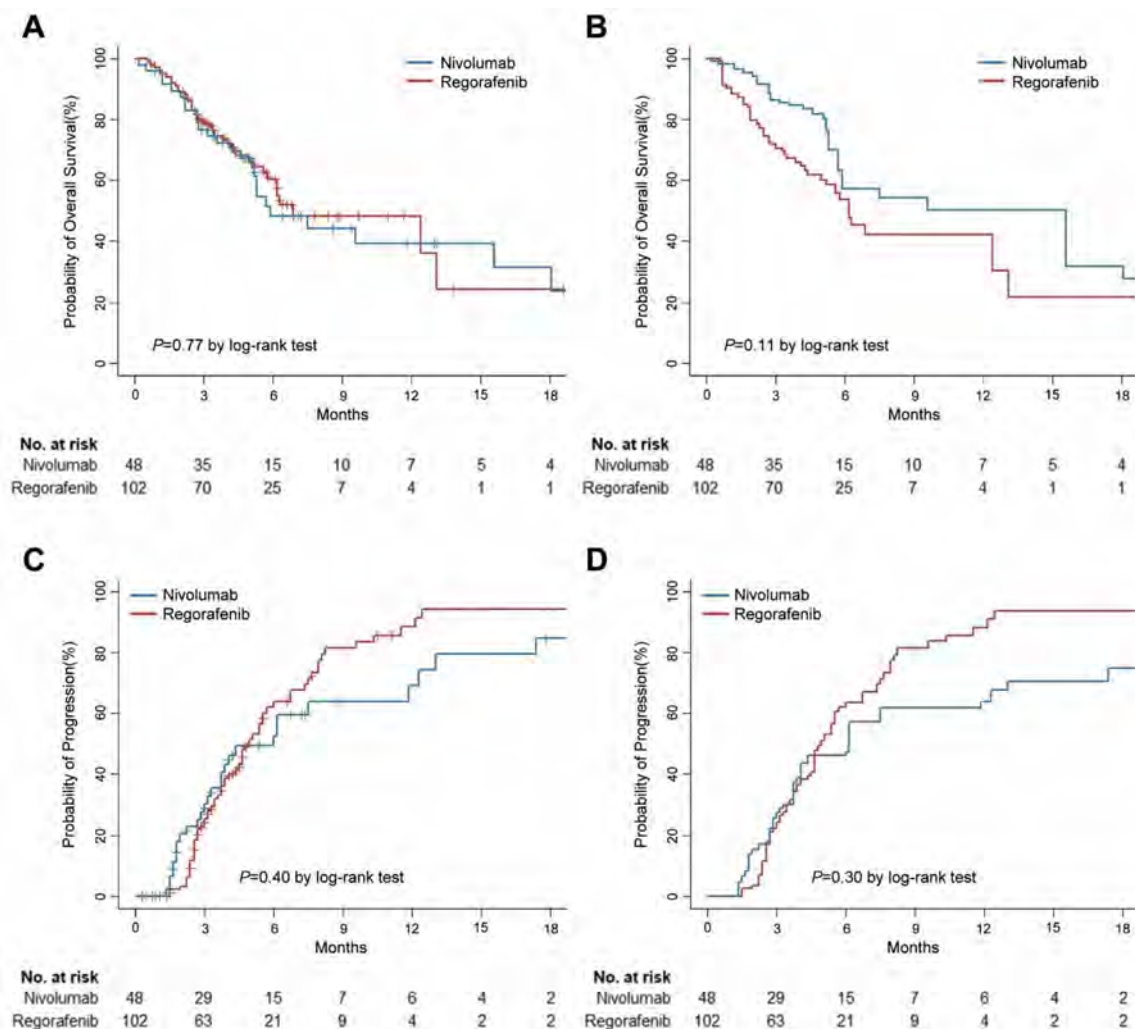 A
B
100
80
60
40
20
0
Probability of Overall Survival(%)
Nivolumab
Regorafenib
P=0.77 by log-rank test
0 3 6 9 12 15 18
Months
No. at risk
Nivolumab 48 35 15 10 7 5 4
Regorafenib 102 70 25 7 4 1 1
100
80
60
40
20
0
Probability of Overall Survival(%)
Nivolumab
Regorafenib
P=0.11 by log-rank test
0 3 6 9 12 15 18
Months
No. at risk
Nivolumab 48 35 15 10 7 5 4
Regorafenib 102 70 25 7 4 1 1
C
D
100
80
60
40
20
0
Probability of Progression(%)
Nivolumab
Regorafenib
P=0.40 by log-rank test
0 3 6 9 12 15 18
Months
No. at risk
Nivolumab 48 29 15 7 6 4 2
Regorafenib 102 63 21 9 4 2 2
100
80
60
40
20
0
Probability of Progression(%)
Nivolumab
Regorafenib
P=0.30 by log-rank test
0 3 6 9 12 15 18
Months
No. at risk
Nivolumab 48 29 15 7 6 4 2
Regorafenib 102 63 21 9 4 2 2